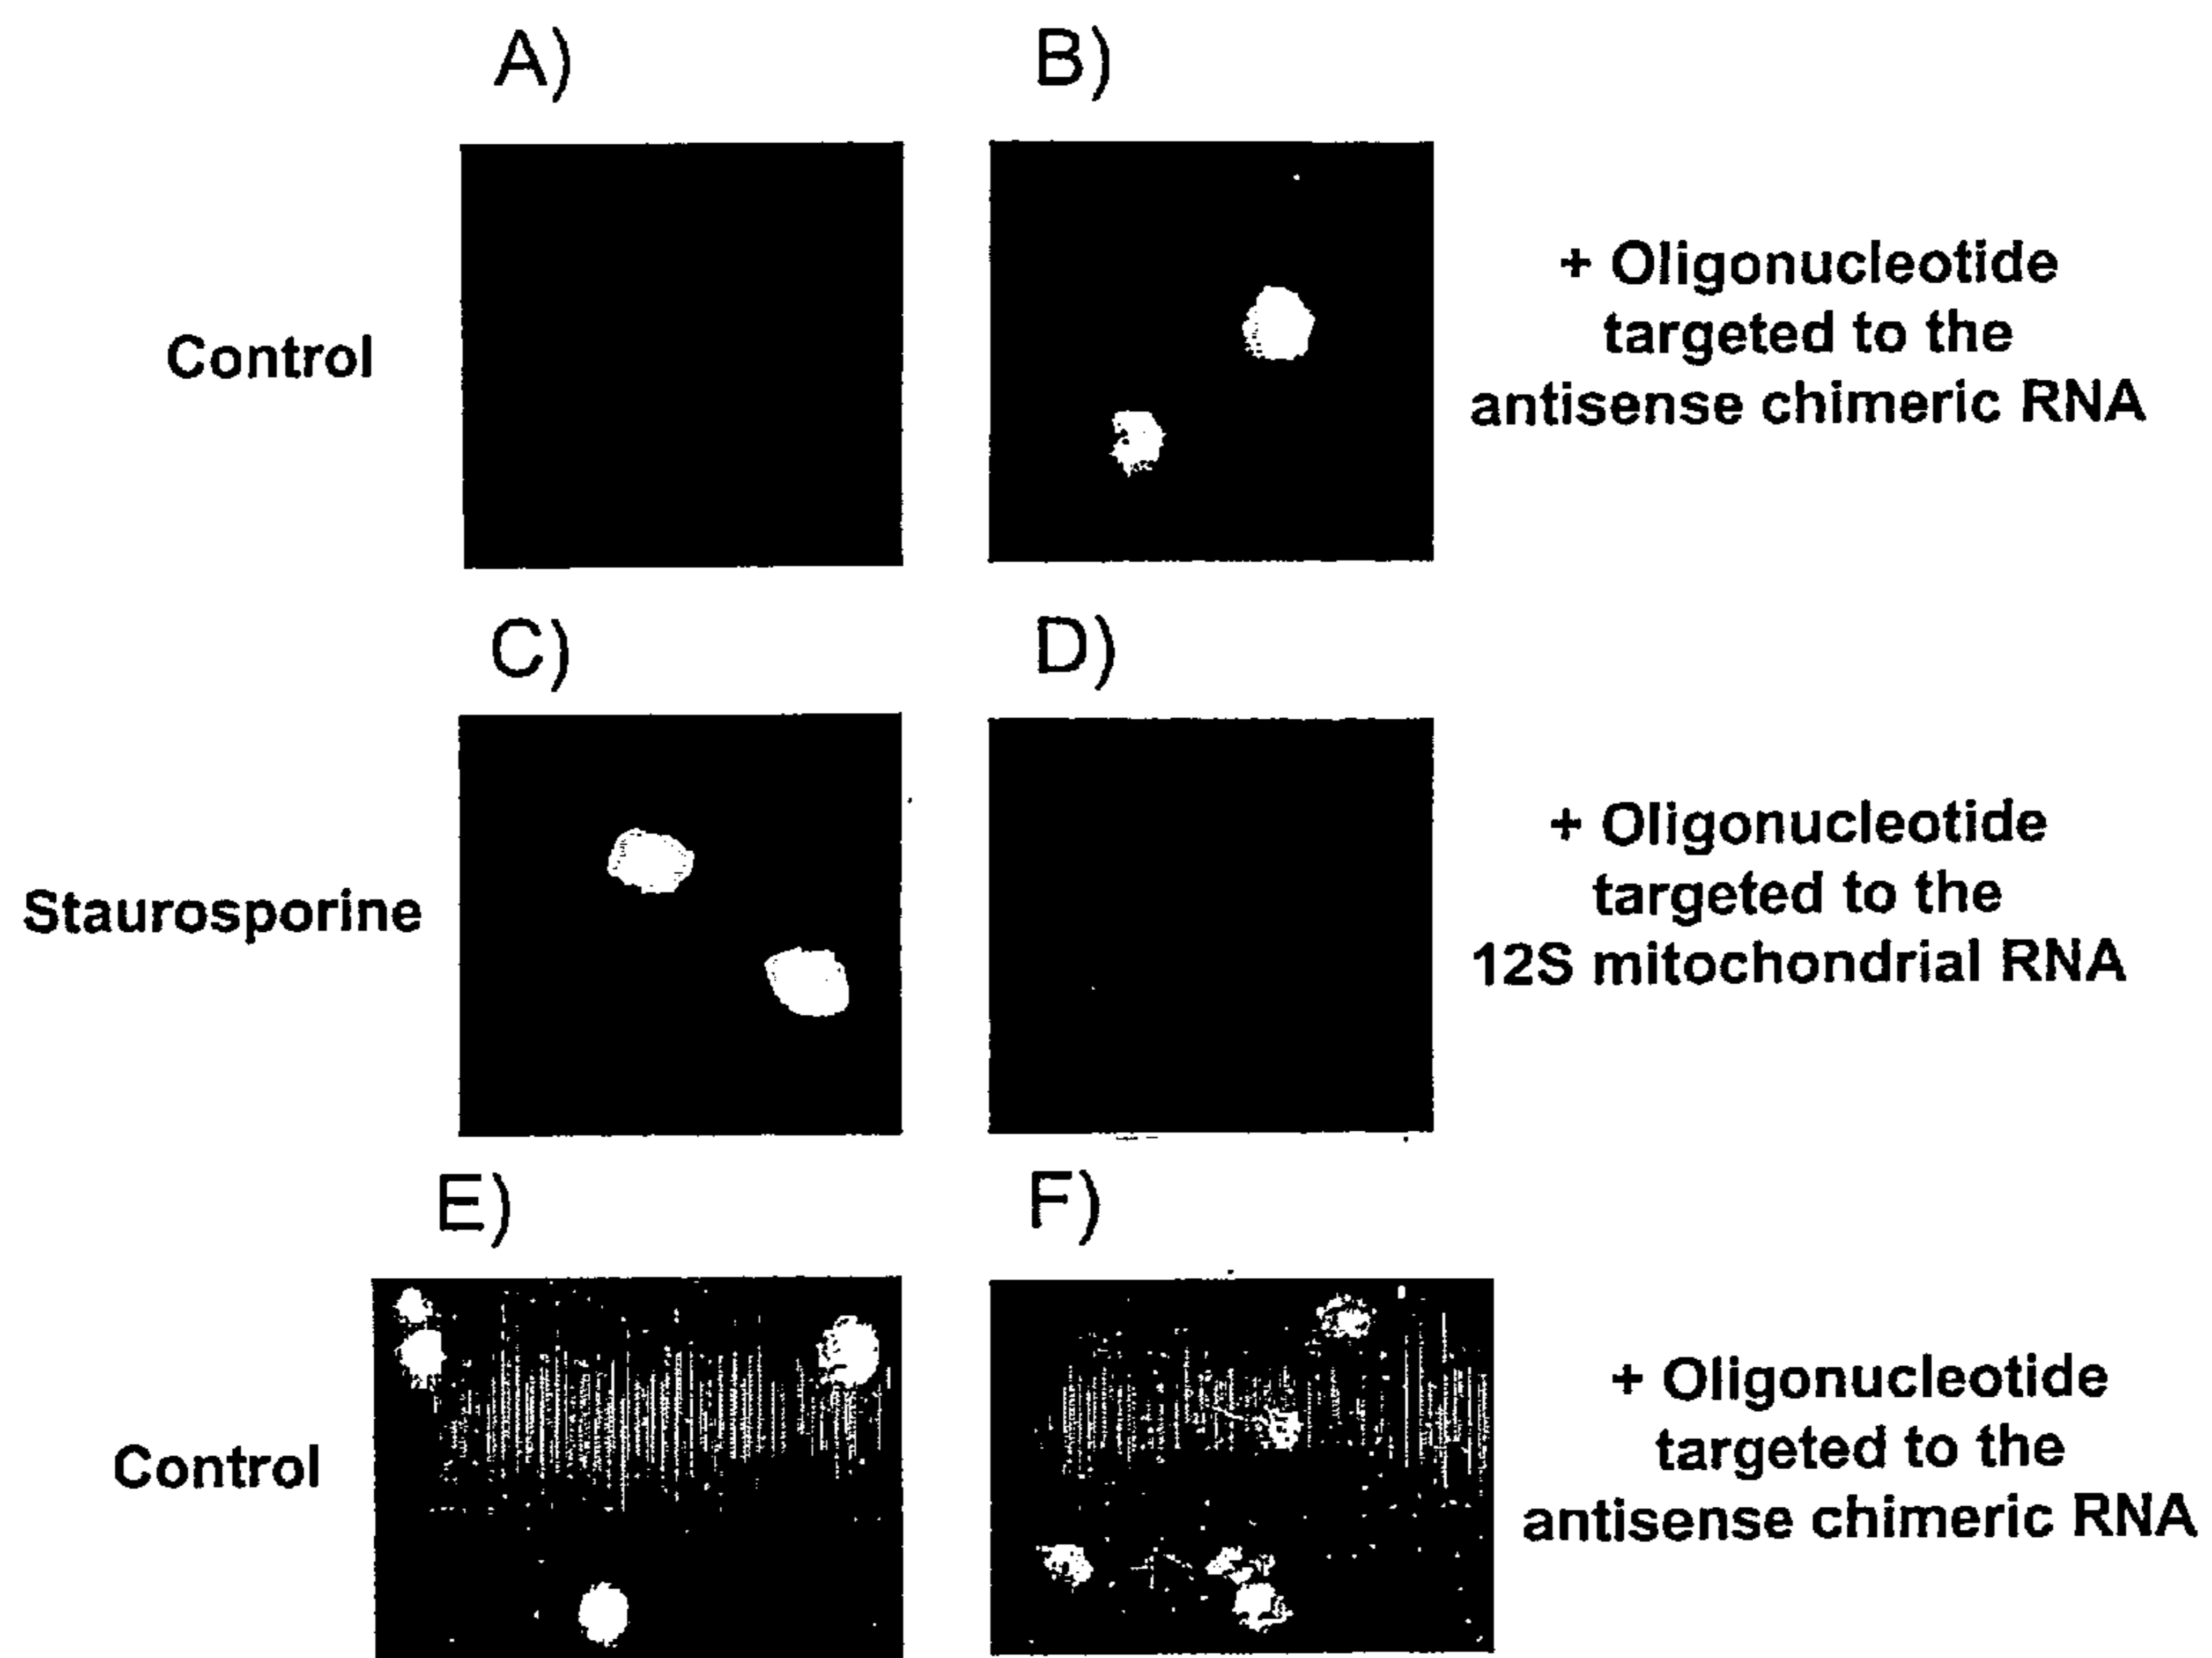 A)
B)
Control
+ Oligonucleotide
targeted to the
antisense chimeric RNA
C)
D)
Staurosporine
+ Oligonucleotide
targeted to the
12S mitochondrial RNA
E)
F)
Control
+ Oligonucleotide
targeted to the
antisense chimeric RNA